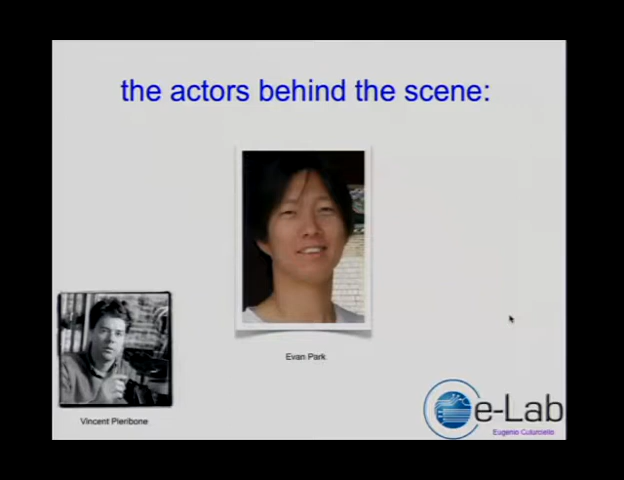 the actors behind the scene:
Evan Park
Vincent Pieribone
e-Lab
Eugenio Culurciello